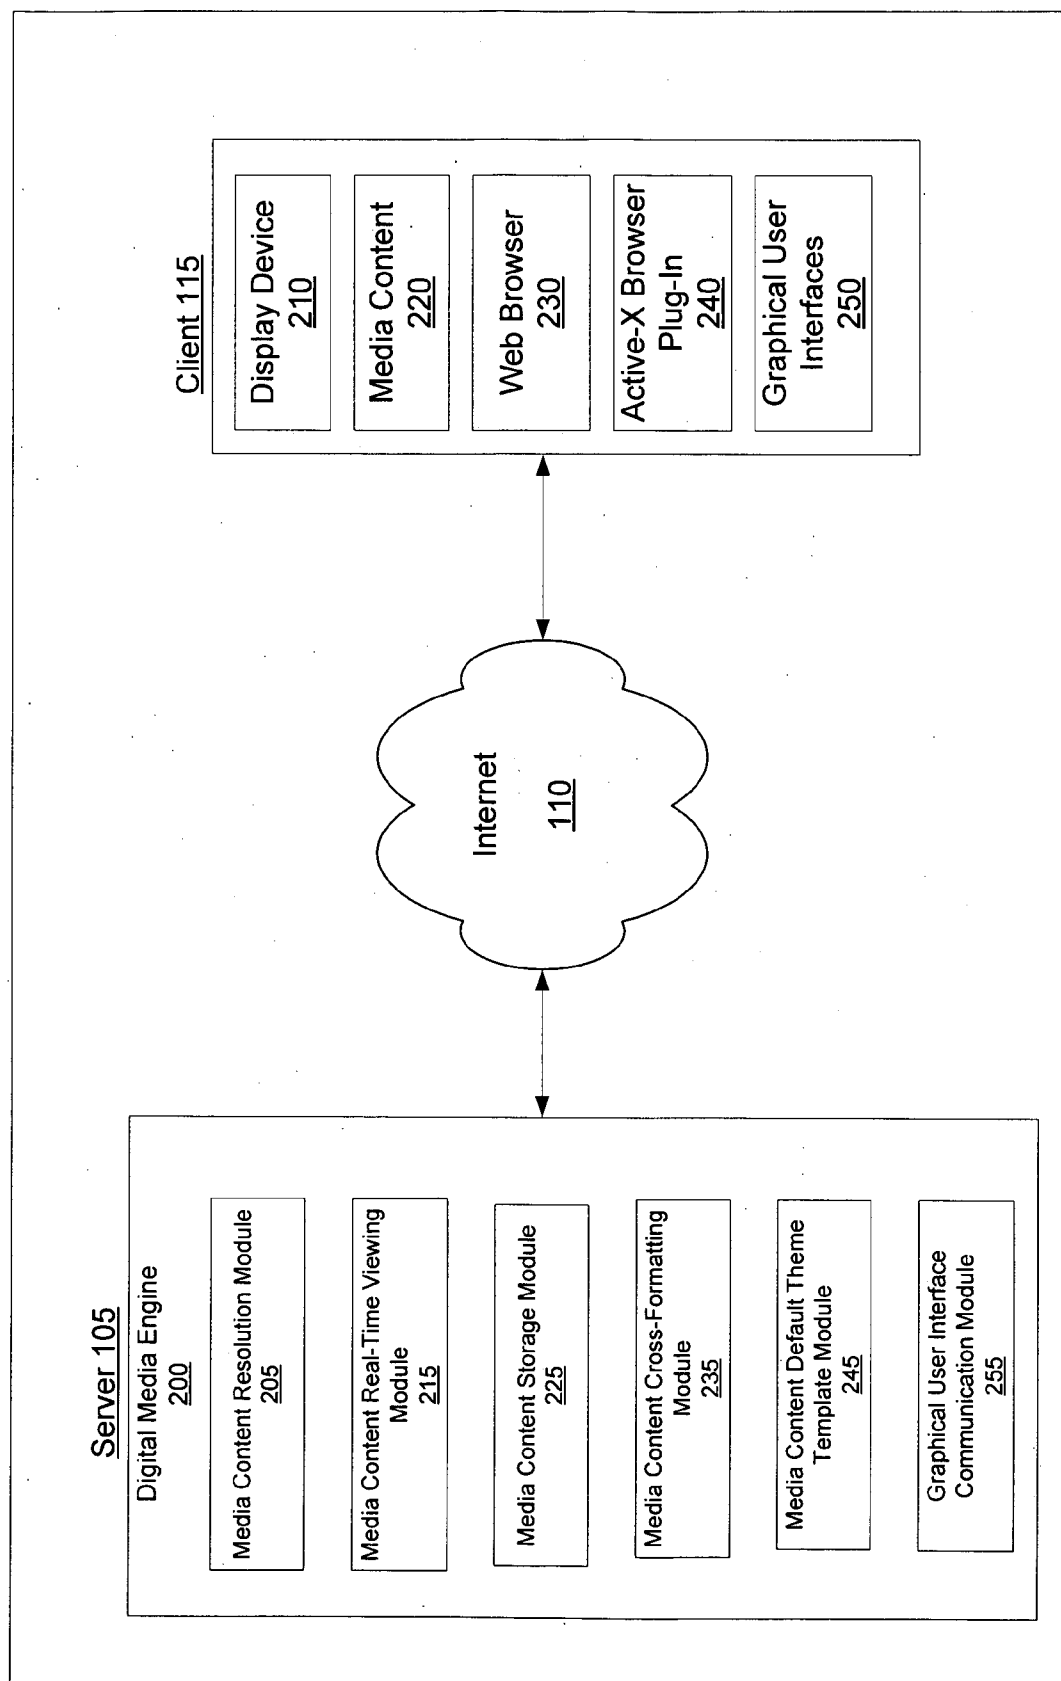 Server 105
Digital Media Engine
200
Media Content Resolution Module
205
Media Content Real-Time Viewing
Module
215
Media Content Storage Module
225
Media Content Cross-Formatting
Module
235
Media Content Default Theme
Template Module
245
Graphical User Interface
Communication Module
255
Internet
110
Client 115
Display Device
210
Media Content
220
Web Browser
230
Active-X Browser
Plug-In
240
Graphical User
Interfaces
250